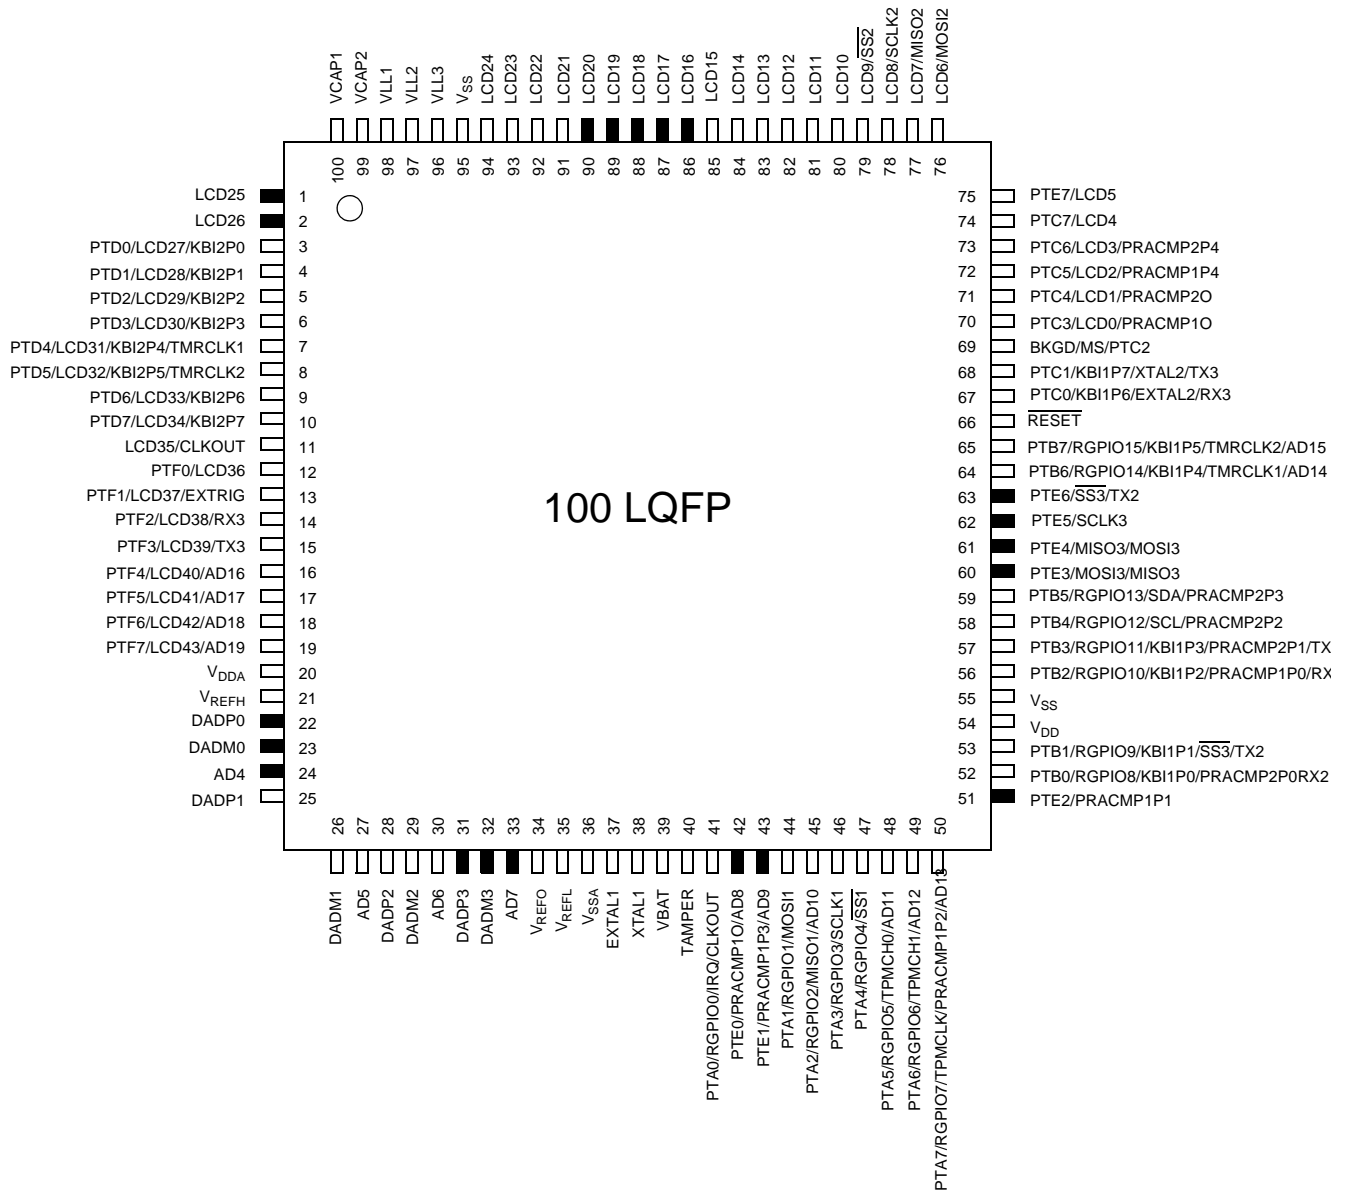 VCAP1
VCAP2
VLL1
VLL2
VLL3
VSS
LCD24
LCD23
LCD22
LCD21
LCD20
LCD19
LCD18
LCD17
LCD16
LCD15
LCD14
LCD13
LCD12
LCD11
LCD10
LCD9/SS2
LCD8/SCLK2
LCD7/MISO2
LCD6/MOSI2
100 99 98 97 96 95 94 93 92 91 90 89 88 87 86 85 84 83 82 81 80 79 78 77 76
LCD25 1
LCD26 2
PTD0/LCD27/KBI2P0 3
PTD1/LCD28/KBI2P1 4
PTD2/LCD29/KBI2P2 5
PTD3/LCD30/KBI2P3 6
PTD4/LCD31/KBI2P4/TMRCLK1 7
PTD5/LCD32/KBI2P5/TMRCLK2 8
PTD6/LCD33/KBI2P6 9
PTD7/LCD34/KBI2P7 10
LCD35/CLKOUT 11
PTF0/LCD36 12
PTF1/LCD37/EXTRIG 13
PTF2/LCD38/RX3 14
PTF3/LCD39/TX3 15
PTF4/LCD40/AD16 16
PTF5/LCD41/AD17 17
PTF6/LCD42/AD18 18
PTF7/LCD43/AD19 19
VDDA 20
VREFH 21
DADP0 22
DADM0 23
AD4 24
DADP1 25
100 LQFP
75 PTE7/LCD5
74 PTC7/LCD4
73 PTC6/LCD3/PRACMP2P4
72 PTC5/LCD2/PRACMP1P4
71 PTC4/LCD1/PRACMP2O
70 PTC3/LCD0/PRACMP1O
69 BKGD/MS/PTC2
68 PTC1/KBI1P7/XTAL2/TX3
67 PTC0/KBI1P6/EXTAL2/RX3
66 RESET
65 PTB7/RGPIO15/KBI1P5/TMRCLK2/AD15
64 PTB6/RGPIO14/KBI1P4/TMRCLK1/AD14
63 PTE6/SS3/TX2
62 PTE5/SCLK3
61 PTE4/MISO3/MOSI3
60 PTE3/MOSI3/MISO3
59 PTB5/RGPIO13/SDA/PRACMP2P3
58 PTB4/RGPIO12/SCL/PRACMP2P2
57 PTB3/RGPIO11/KBI1P3/PRACMP2P1/TX
56 PTB2/RGPIO10/KBI1P2/PRACMP1P0/RX
55 VSS
54 VDD
53 PTB1/RGPIO9/KBI1P1/SS3/TX2
52 PTB0/RGPIO8/KBI1P0/PRACMP2P0RX2
51 PTE2/PRACMP1P1
26 27 28 29 30 31 32 33 34 35 36 37 38 39 40 41 42 43 44 45 46 47 48 49 50
DADM1
AD5
DADP2
DADM2
AD6
DADP3
DADM3
AD7
VREFO
VREFL
VSSA
EXTAL1
XTAL1
VBAT
TAMPER
PTA0/RGPIO0/IRQ/CLKOUT
PTE0/PRACMP1O/AD8
PTE1/PRACMP1P3/AD9
PTA1/RGPIO1/MOSI1
PTA2/RGPIO2/MISO1/AD10
PTA3/RGPIO3/SCLK1
PTA4/RGPIO4/SS1
PTA5/RGPIO5/TPMCH0/AD11
PTA6/RGPIO6/TPMCH1/AD12
PTA7/RGPIO7/TPMCLK/PRACMP1P2/AD13